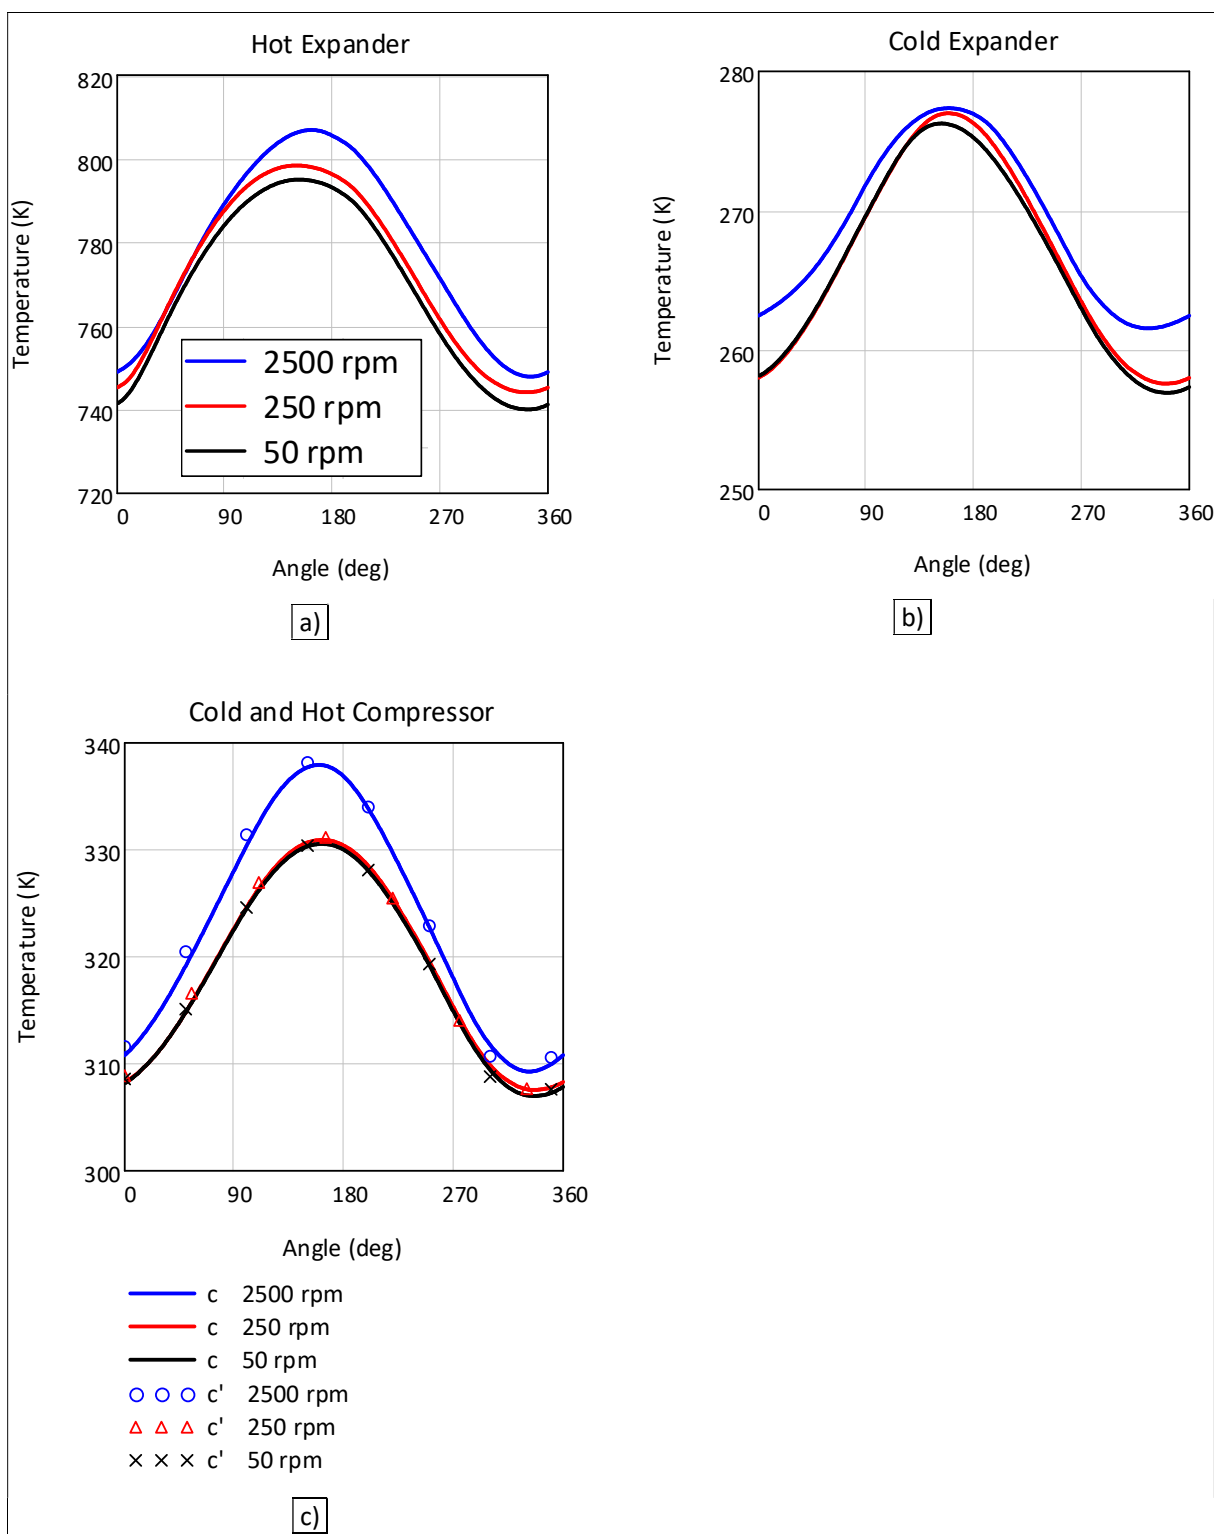 Hot Expander
820
800
780
760
740
720
Temperature (K)
2500 rpm
250 rpm
50 rpm
0 90 180 270 360
Angle (deg)
a)
Cold Expander
280
270
260
250
Temperature (K)
0 90 180 270 360
Angle (deg)
b)
Cold and Hot Compressor
340
330
320
310
300
Temperature (K)
0 90 180 270 360
Angle (deg)
c 2500 rpm
c 250 rpm
c 50 rpm
c' 2500 rpm
c' 250 rpm
c' 50 rpm
c)